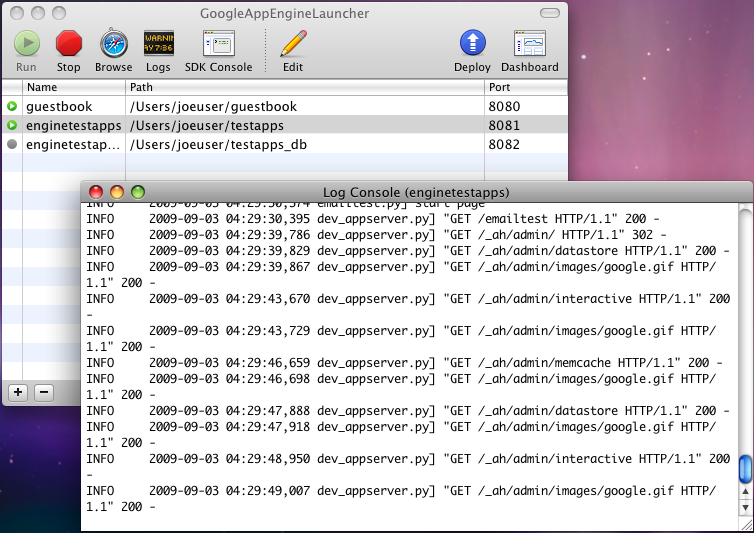 GoogleAppEngineLauncher
Run Stop Browse Logs SDK Console Edit Deploy Dashboard
Name Path Port
guestbook /Users/joeuser/guestbook 8080
enginetestapps /Users/joeuser/testapps 8081
enginetestap... /Users/joeuser/testapps_db 8082
Log Console (enginetestapps)
INFO 2009-09-03 04:29:30,374 emailtest.py] start page
INFO 2009-09-03 04:29:30,395 dev_appserver.py] "GET /emailtest HTTP/1.1" 200 -
INFO 2009-09-03 04:29:39,786 dev_appserver.py] "GET /_ah/admin/ HTTP/1.1" 302 -
INFO 2009-09-03 04:29:39,829 dev_appserver.py] "GET /_ah/admin/datastore HTTP/1.1" 200 -
INFO 2009-09-03 04:29:39,867 dev_appserver.py] "GET /_ah/admin/images/google.gif HTTP/
1.1" 200 -
INFO 2009-09-03 04:29:43,670 dev_appserver.py] "GET /_ah/admin/interactive HTTP/1.1" 200
-
INFO 2009-09-03 04:29:43,729 dev_appserver.py] "GET /_ah/admin/images/google.gif HTTP/
1.1" 200 -
INFO 2009-09-03 04:29:46,659 dev_appserver.py] "GET /_ah/admin/memcache HTTP/1.1" 200 -
INFO 2009-09-03 04:29:46,698 dev_appserver.py] "GET /_ah/admin/images/google.gif HTTP/
1.1" 200 -
INFO 2009-09-03 04:29:47,888 dev_appserver.py] "GET /_ah/admin/datastore HTTP/1.1" 200 -
INFO 2009-09-03 04:29:47,918 dev_appserver.py] "GET /_ah/admin/images/google.gif HTTP/
1.1" 200 -
INFO 2009-09-03 04:29:48,950 dev_appserver.py] "GET /_ah/admin/interactive HTTP/1.1" 200
-
INFO 2009-09-03 04:29:49,007 dev_appserver.py] "GET /_ah/admin/images/google.gif HTTP/
1.1" 200 -